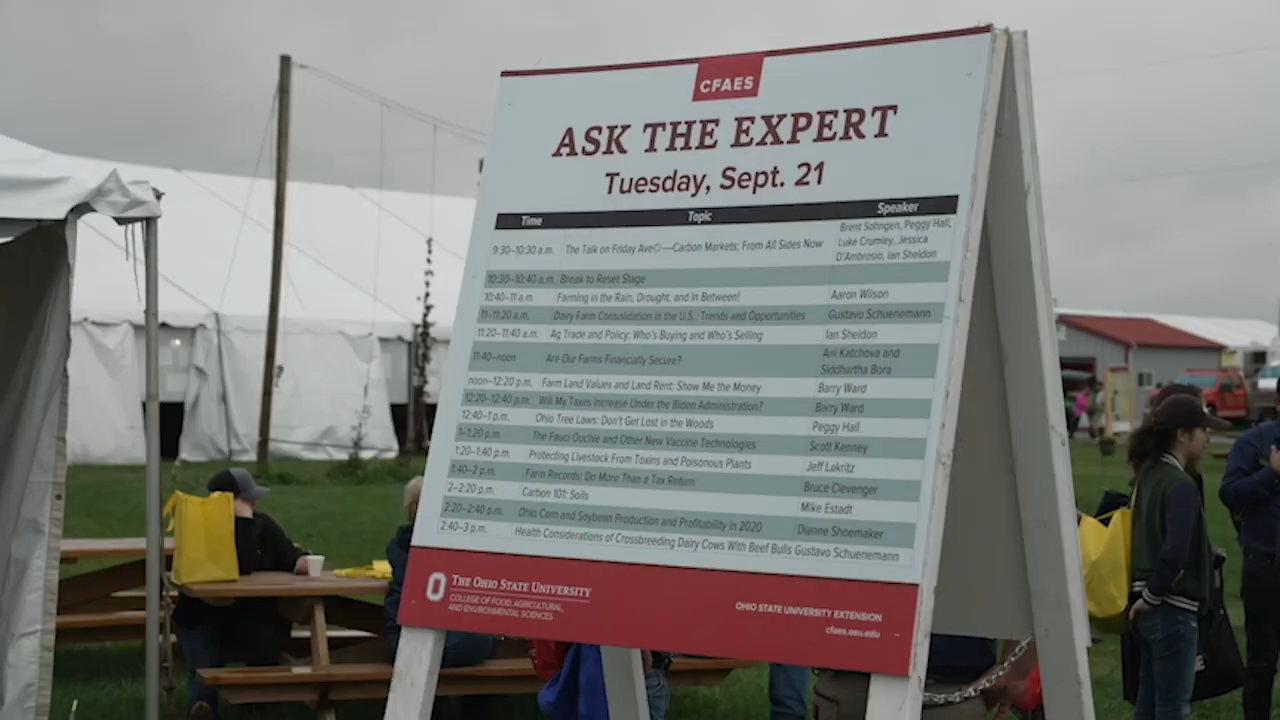 CFAES
ASK THE EXPERT
Tuesday, Sept. 21
Time Topic Speaker
9:30–10:30 a.m. The Talk on Friday Ave©—Carbon Markets: From All Sides Now Brent Sohngen, Peggy Hall,
Luke Crumley, Jessica
D'Ambrosio, Ian Sheldon
10:30–10:40 a.m. Break to Reset Stage
10:40–11 a.m. Farming in the Rain, Drought, and In Between! Aaron Wilson
11–11:20 a.m. Dairy Farm Consolidation in the U.S.: Trends and Opportunities Gustavo Schuenemann
11:20–11:40 a.m. Ag Trade and Policy: Who's Buying and Who's Selling Ian Sheldon
11:40–noon Are Our Farms Financially Secure? Ani Katchova and
Siddhartha Bora
noon–12:20 p.m. Farm Land Values and Land Rent: Show Me the Money Barry Ward
12:20–12:40 p.m. Will My Taxes Increase Under the Biden Administration? Barry Ward
12:40–1 p.m. Ohio Tree Laws: Don't Get Lost in the Woods Peggy Hall
1–1:20 p.m. The Fauci Ouchie and Other New Vaccine Technologies Scott Kenney
1:20–1:40 p.m. Protecting Livestock From Toxins and Poisonous Plants Jeff Lakritz
1:40–2 p.m. Farm Records: Do More Than a Tax Return Bruce Clevenger
2–2:20 p.m. Carbon 101: Soils Mike Estadt
2:20–2:40 p.m. Ohio Corn and Soybean Production and Profitability in 2020 Dianne Shoemaker
2:40–3 p.m. Health Considerations of Crossbreeding Dairy Cows With Beef Bulls Gustavo Schuenemann
THE OHIO STATE UNIVERSITY
COLLEGE OF FOOD, AGRICULTURAL,
AND ENVIRONMENTAL SCIENCES
OHIO STATE UNIVERSITY EXTENSION
cfaes.osu.edu